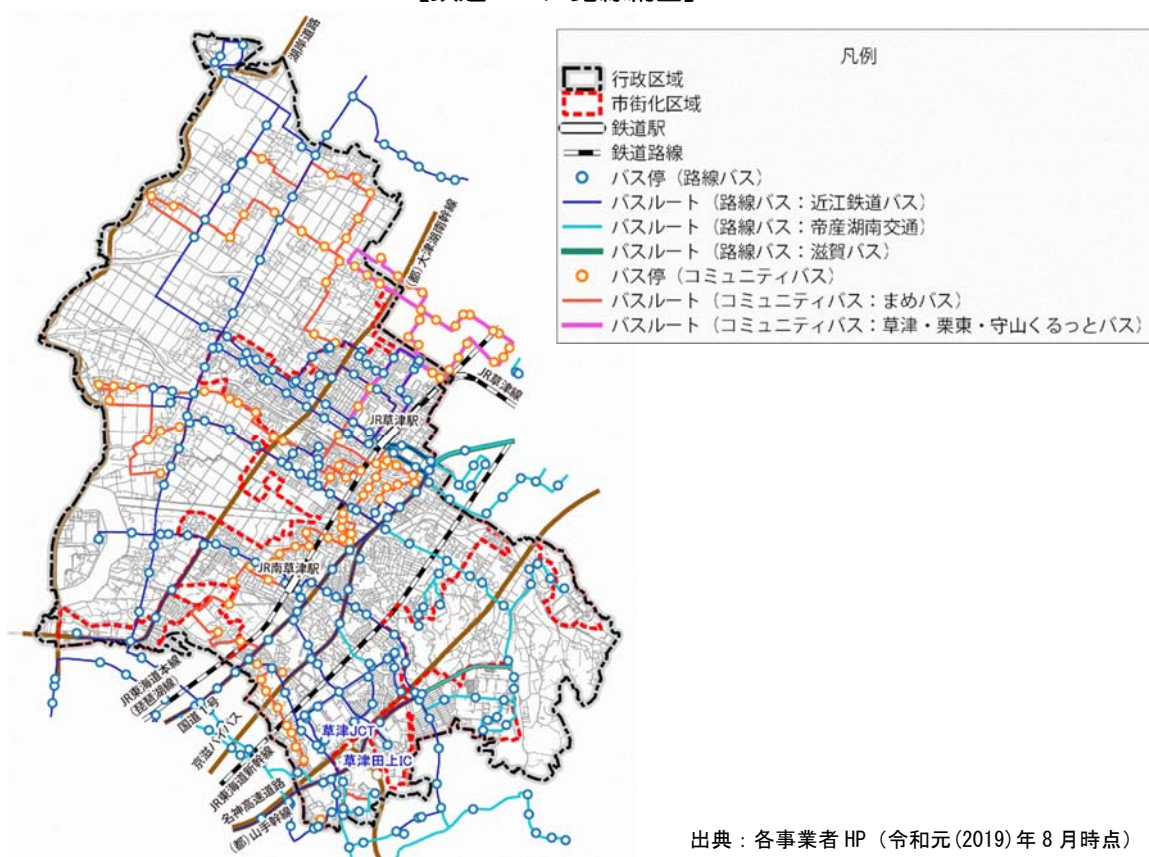 湖岸道路
凡例
行政区域
市街化区域
鉄道駅
鉄道路線
バス停（路線バス）
バスルート（路線バス：近江鉄道バス）
バスルート（路線バス：帝産湖南交通）
バスルート（路線バス：滋賀バス）
バス停（コミュニティバス）
バスルート（コミュニティバス：まめバス）
バスルート（コミュニティバス：草津・栗東・守山くるっとバス）
(都)大津湖南幹線
JR草津線
JR草津駅
JR南草津駅
JR東海道本線
(琵琶湖線)
国道1号
京滋バイパス
JR東海道新幹線
名神高速道路
(都)山手幹線
草津JCT
草津田上IC
出典：各事業者HP（令和元(2019)年8月時点）